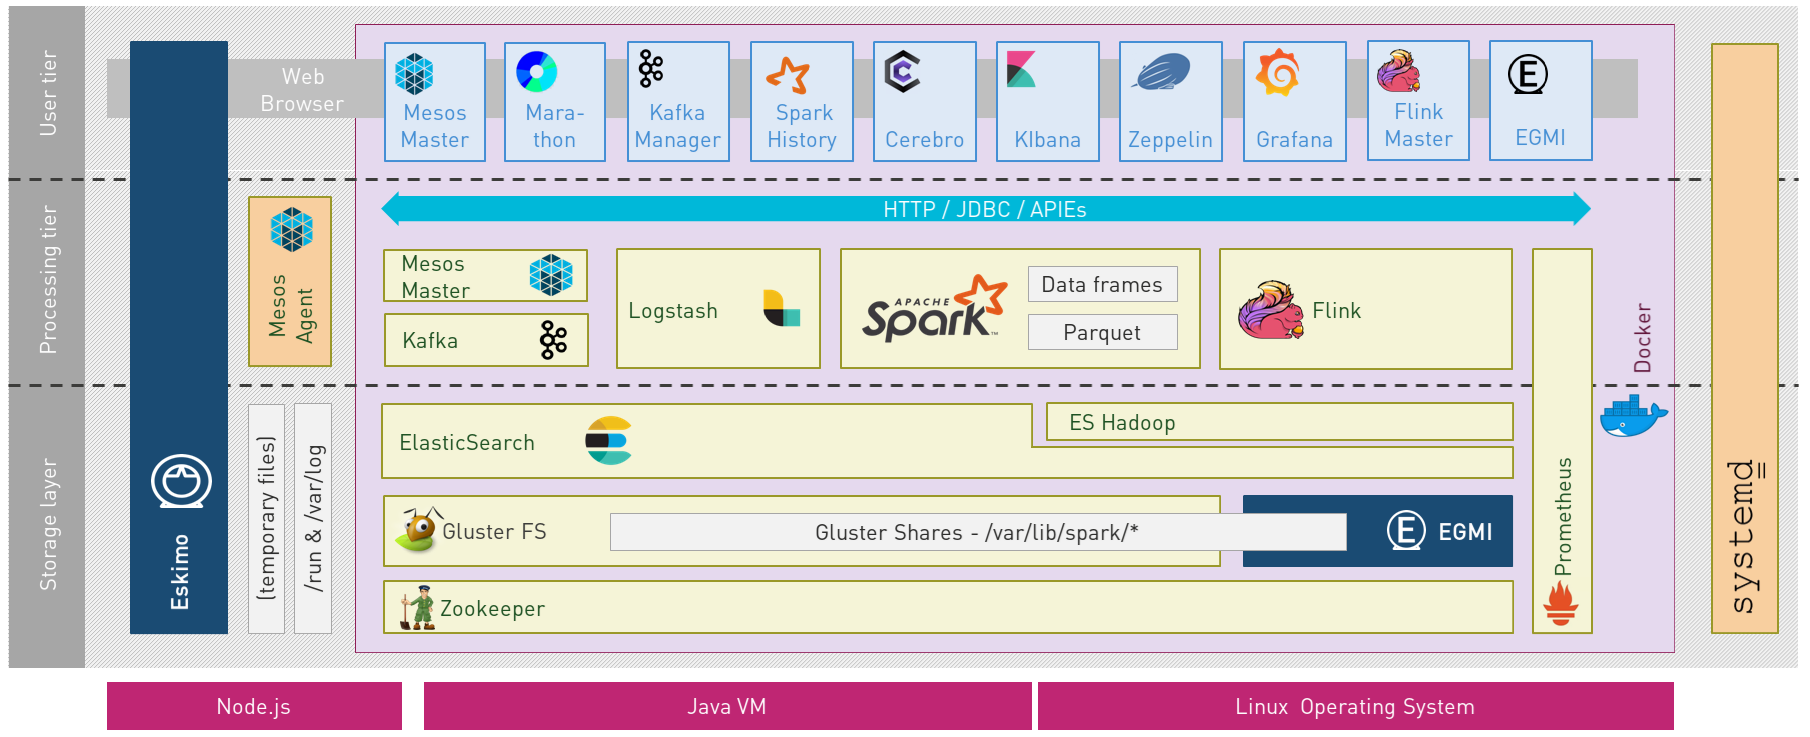 User tier
Web
Browser
Mesos
Master
Mara-
thon
Kafka
Manager
Spark
History
Cerebro
KIbana
Zeppelin
Grafana
Flink
Master
E
EGMI
Processing tier
HTTP / JDBC / APIEs
Mesos
Agent
Mesos
Master
Kafka
Logstash
APACHE
Spark™
Data frames
Parquet
Flink
Docker
Storage layer
Eskimo
(temporary files)
/run & /var/log
ElasticSearch
ES Hadoop
Gluster FS
Gluster Shares - /var/lib/spark/*
E
EGMI
Zookeeper
Prometheus
systemd
Node.js
Java VM
Linux  Operating System